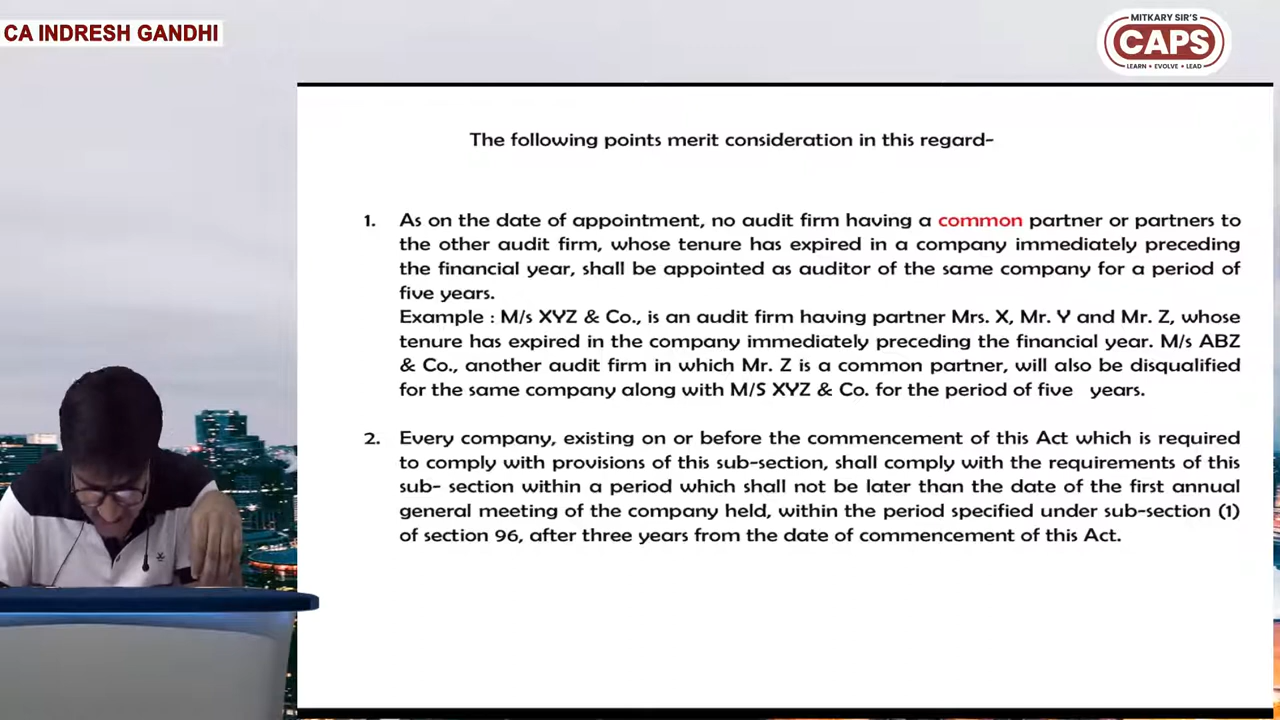 CA INDRESH GANDHI
MITKARY SIR'S
CAPS
LEARN • EVOLVE • LEAD
The following points merit consideration in this regard-
1. As on the date of appointment, no audit firm having a common partner or partners to
the other audit firm, whose tenure has expired in a company immediately preceding
the financial year, shall be appointed as auditor of the same company for a period of
five years.
Example : M/s XYZ & Co., is an audit firm having partner Mrs. X, Mr. Y and Mr. Z, whose
tenure has expired in the company immediately preceding the financial year. M/s ABZ
& Co., another audit firm in which Mr. Z is a common partner, will also be disqualified
for the same company along with M/S XYZ & Co. for the period of five years.
2. Every company, existing on or before the commencement of this Act which is required
to comply with provisions of this sub-section, shall comply with the requirements of this
sub- section within a period which shall not be later than the date of the first annual
general meeting of the company held, within the period specified under sub-section (1)
of section 96, after three years from the date of commencement of this Act.